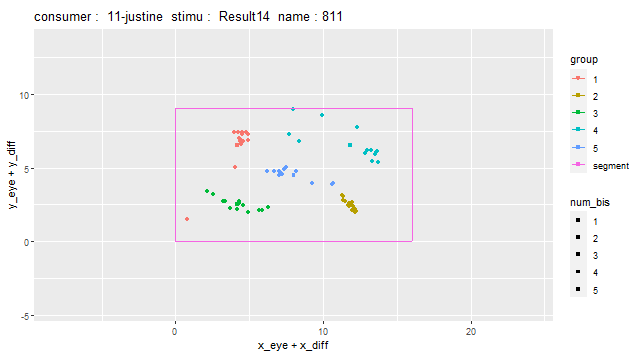 consumer :  11-justine  stimu :  Result14  name : 811
10
5
0
-5
y_eye + y_diff
0
10
20
x_eye + x_diff
group
1
2
3
4
5
segment
num_bis
1
2
3
4
5